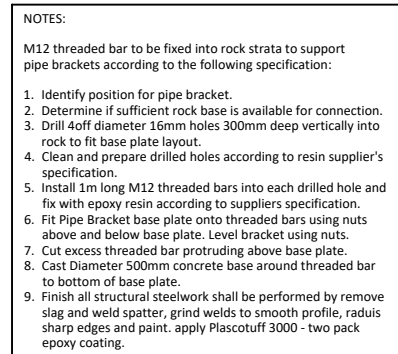 NOTES:
M12 threaded bar to be fixed into rock strata to support
pipe brackets according to the following specification:
1. Identify position for pipe bracket.
2. Determine if sufficient rock base is available for connection.
3. Drill 4off diameter 16mm holes 300mm deep vertically into
rock to fit base plate layout.
4. Clean and prepare drilled holes according to resin supplier's
specification.
5. Install 1m long M12 threaded bars into each drilled hole and
fix with epoxy resin according to suppliers specification.
6. Fit Pipe Bracket base plate onto threaded bars using nuts
above and below base plate. Level bracket using nuts.
7. Cut excess threaded bar protruding above base plate.
8. Cast Diameter 500mm concrete base around threaded bar
to bottom of base plate.
9. Finish all structural steelwork shall be performed by remove
slag and weld spatter, grind welds to smooth profile, raduis
sharp edges and paint. apply Plascotuff 3000 - two pack
epoxy coating.